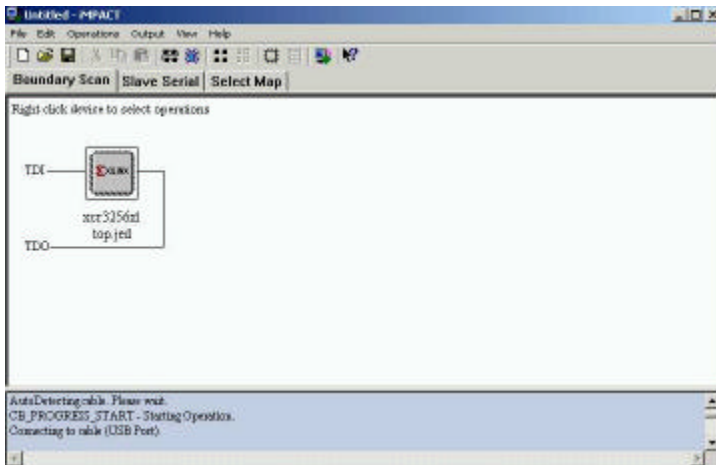 Untitled - iMPACT
File Edit Operations Output View Help
Boundary Scan Slave Serial Select Map
Right click device to select operations
TDI
XILINX
xcr3256xl
top.jed
TDO
AutoDetecting cable. Please wait.
CB_PROGRESS_START - Starting Operation.
Connecting to cable (USB Port).